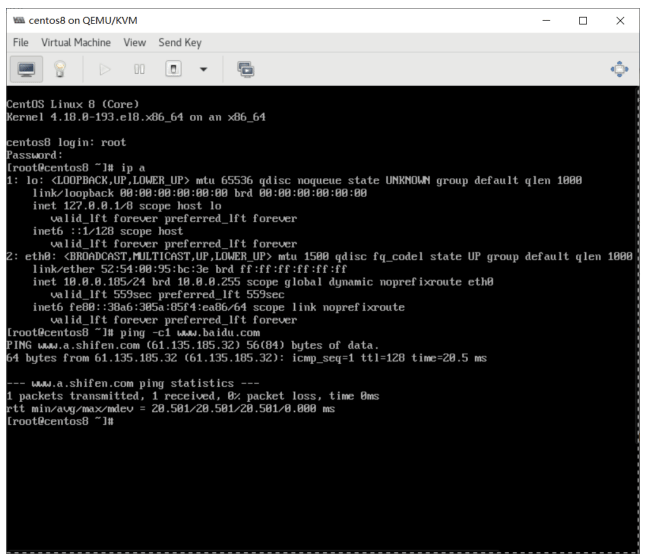 centos8 on QEMU/KVM
File Virtual Machine View Send Key
CentOS Linux 8 (Core)
Kernel 4.18.0-193.el8.x86_64 on an x86_64
centos8 login: root
Password:
[root@centos8 ~]# ip a
1: lo: <LOOPBACK,UP,LOWER_UP> mtu 65536 qdisc noqueue state UNKNOWN group default qlen 1000
link/loopback 00:00:00:00:00:00 brd 00:00:00:00:00:00
inet 127.0.0.1/8 scope host lo
valid_lft forever preferred_lft forever
inet6 ::1/128 scope host
valid_lft forever preferred_lft forever
2: eth0: <BROADCAST,MULTICAST,UP,LOWER_UP> mtu 1500 qdisc fq_codel state UP group default qlen 1000
link/ether 52:54:00:95:bc:3e brd ff:ff:ff:ff:ff:ff
inet 10.0.0.185/24 brd 10.0.0.255 scope global dynamic noprefixroute eth0
valid_lft 559sec preferred_lft 559sec
inet6 fe80::38a6:305a:85f4:ea86/64 scope link noprefixroute
valid_lft forever preferred_lft forever
[root@centos8 ~]# ping -c1 www.baidu.com
PING www.a.shifen.com (61.135.185.32) 56(84) bytes of data.
64 bytes from 61.135.185.32 (61.135.185.32): icmp_seq=1 ttl=128 time=20.5 ms
--- www.a.shifen.com ping statistics ---
1 packets transmitted, 1 received, 0% packet loss, time 0ms
rtt min/avg/max/mdev = 20.501/20.501/20.501/0.000 ms
[root@centos8 ~]#